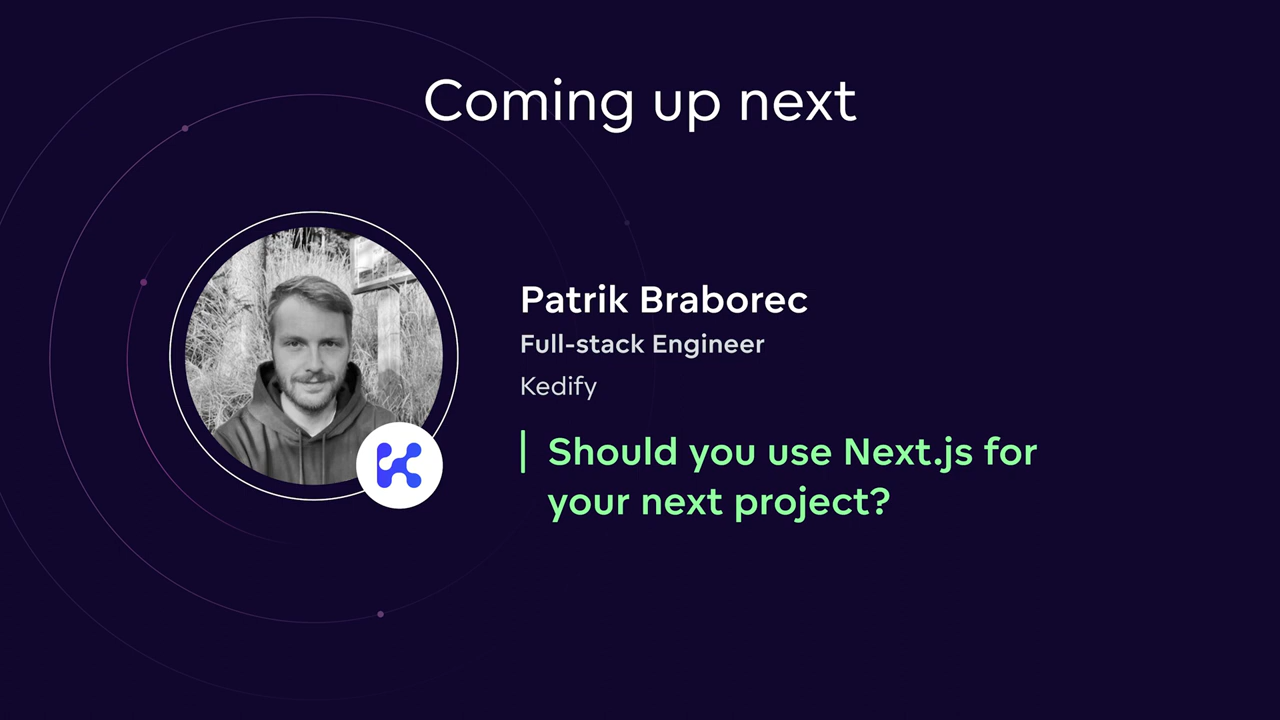 Coming up next
Patrik Braborec
Full-stack Engineer
Kedify
Should you use Next.js for
your next project?